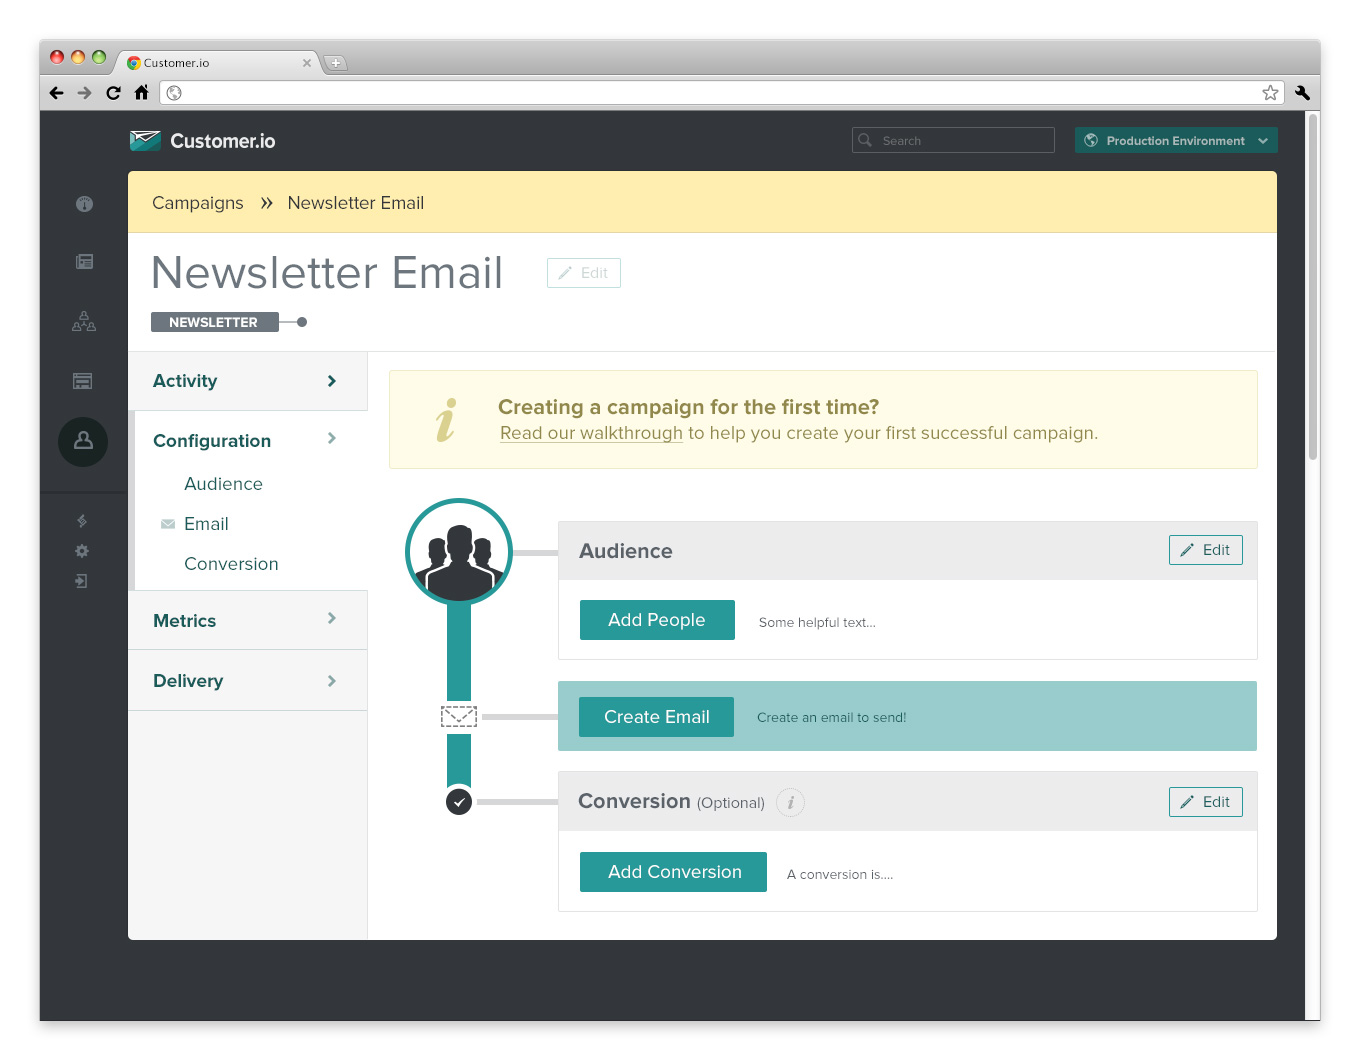 Customer.io
Customer.io
Search
Production Environment
Campaigns » Newsletter Email
Newsletter Email
Edit
NEWSLETTER
Activity
Configuration
Audience
Email
Conversion
Metrics
Delivery
i
Creating a campaign for the first time?
Read our walkthrough to help you create your first successful campaign.
Audience
Edit
Add People
Some helpful text...
Create Email
Create an email to send!
Conversion (Optional) i
Edit
Add Conversion
A conversion is....